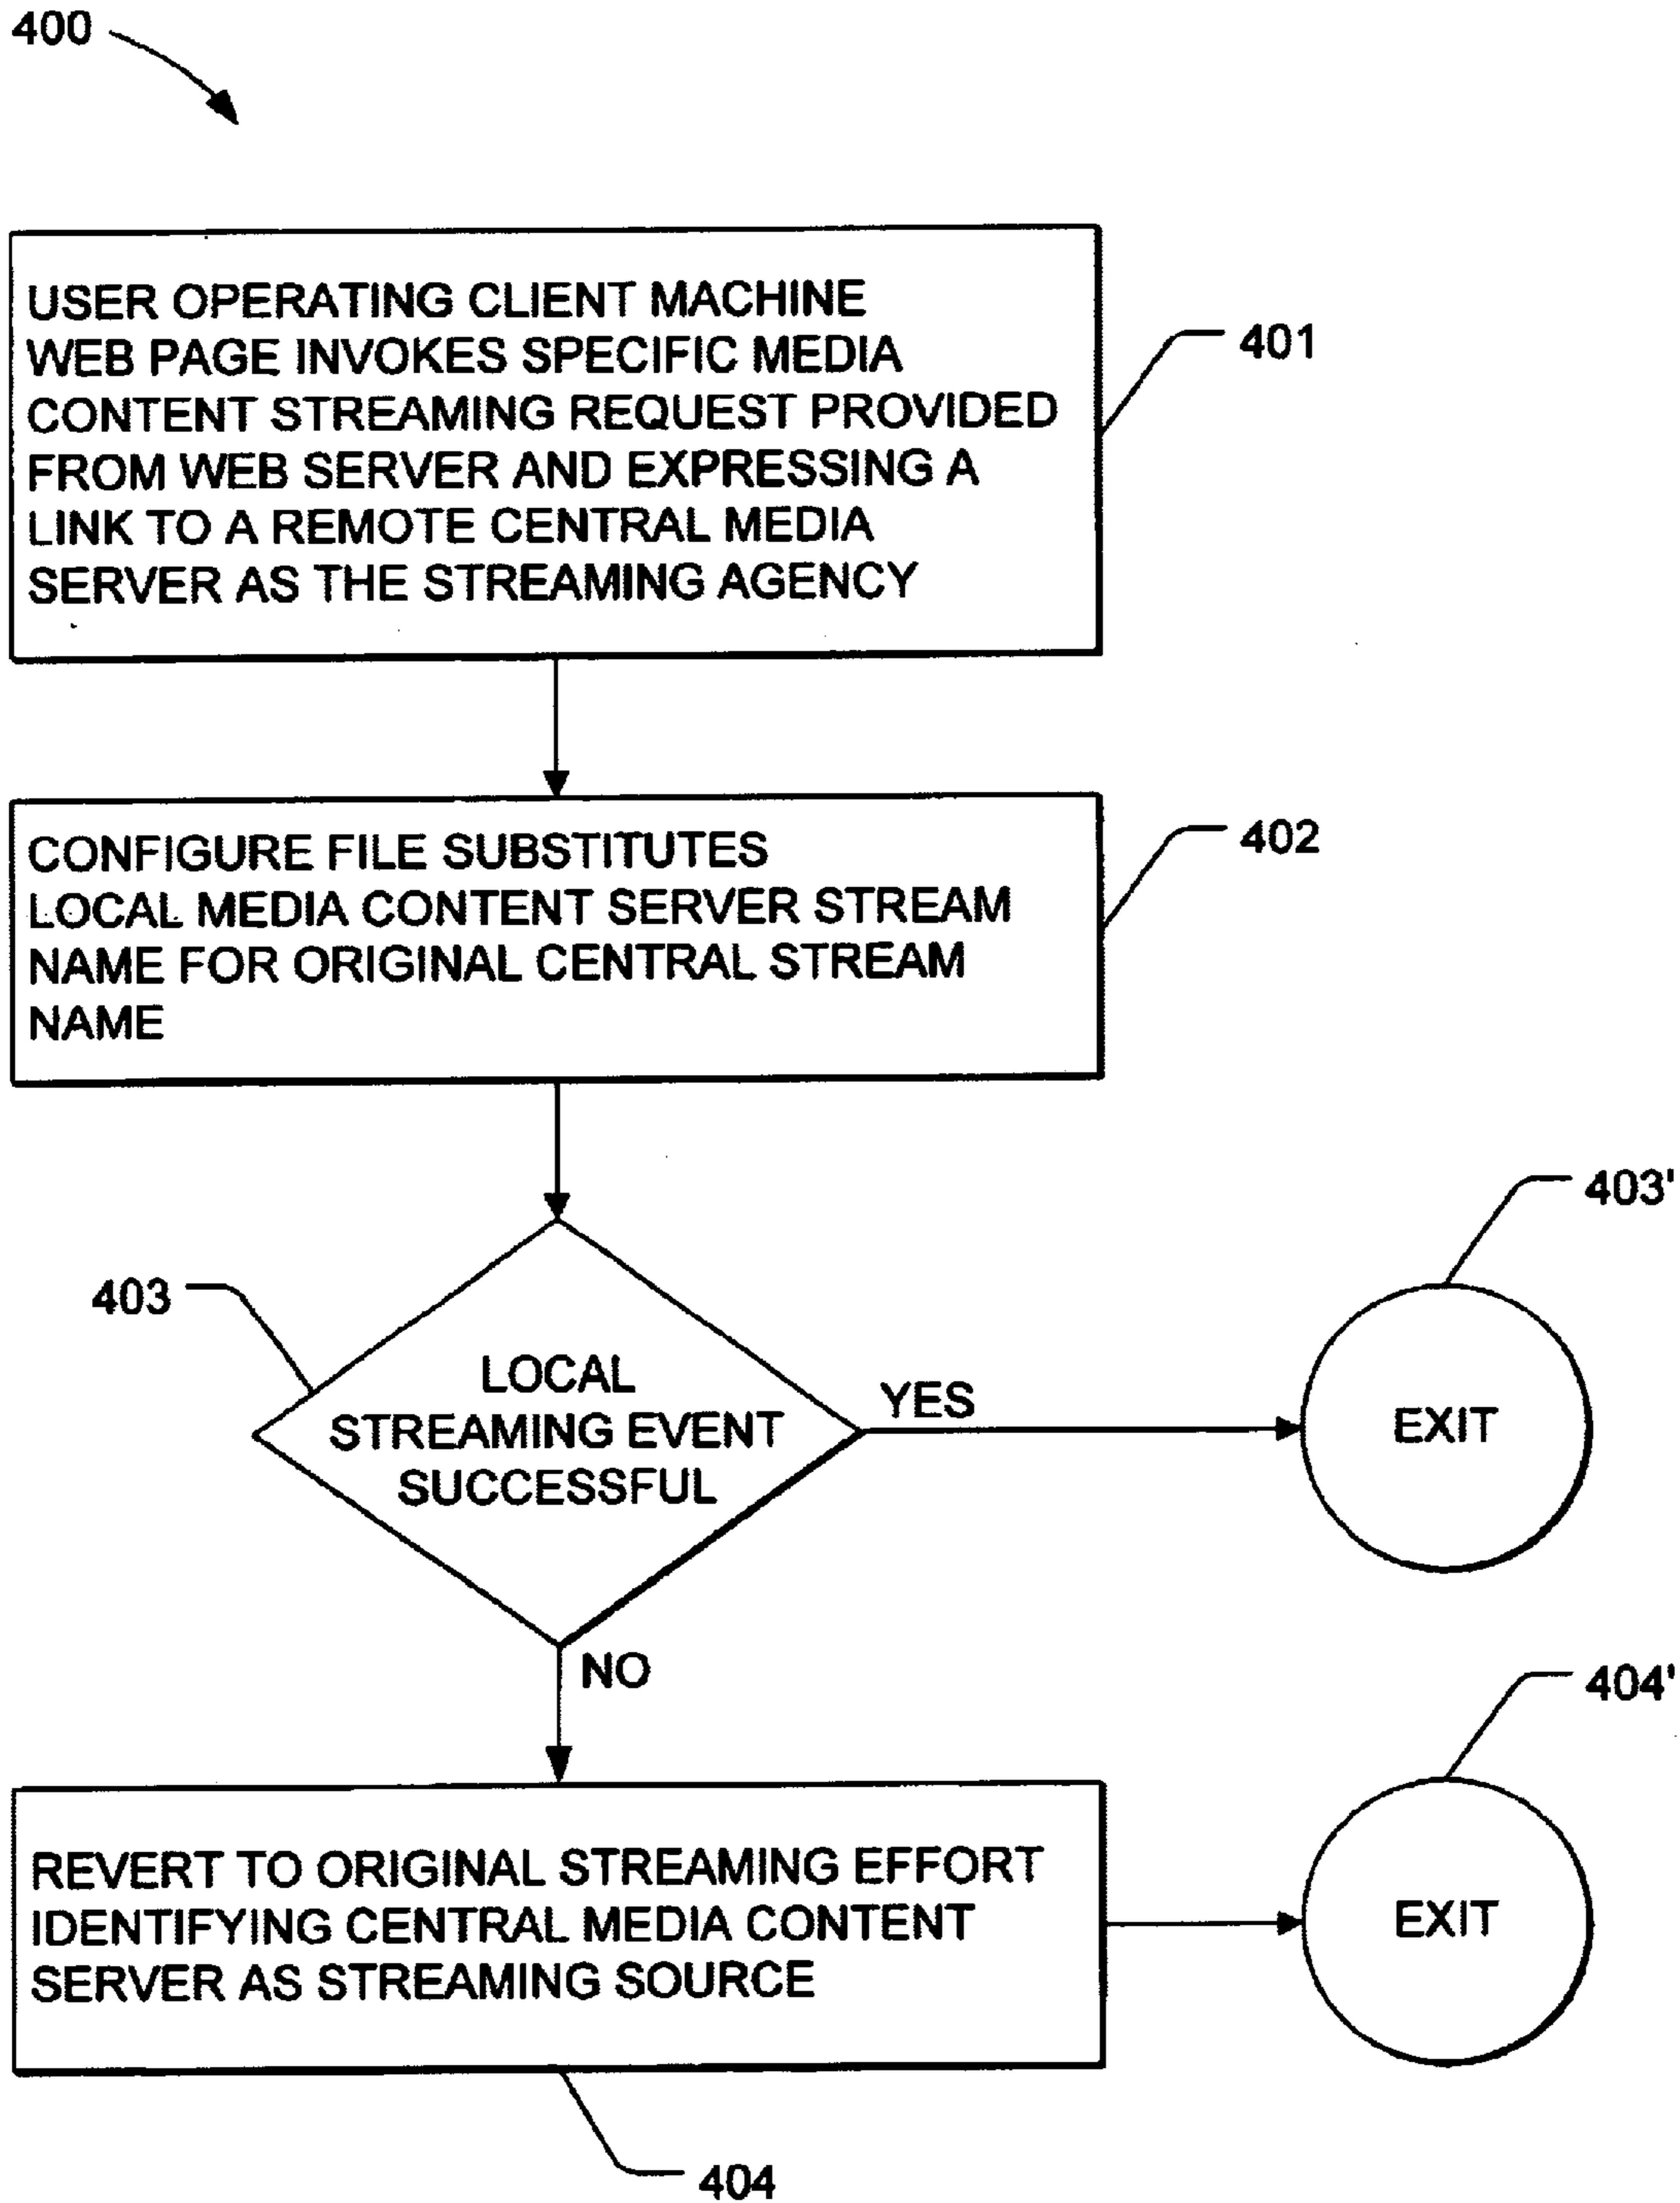 400
USER OPERATING CLIENT MACHINE
WEB PAGE INVOKES SPECIFIC MEDIA
CONTENT STREAMING REQUEST PROVIDED
FROM WEB SERVER AND EXPRESSING A
LINK TO A REMOTE CENTRAL MEDIA
SERVER AS THE STREAMING AGENCY
401
CONFIGURE FILE SUBSTITUTES
LOCAL MEDIA CONTENT SERVER STREAM
NAME FOR ORIGINAL CENTRAL STREAM
NAME
402
403
LOCAL
STREAMING EVENT
SUCCESSFUL
YES
403'
EXIT
NO
REVERT TO ORIGINAL STREAMING EFFORT
IDENTIFYING CENTRAL MEDIA CONTENT
SERVER AS STREAMING SOURCE
404'
EXIT
404